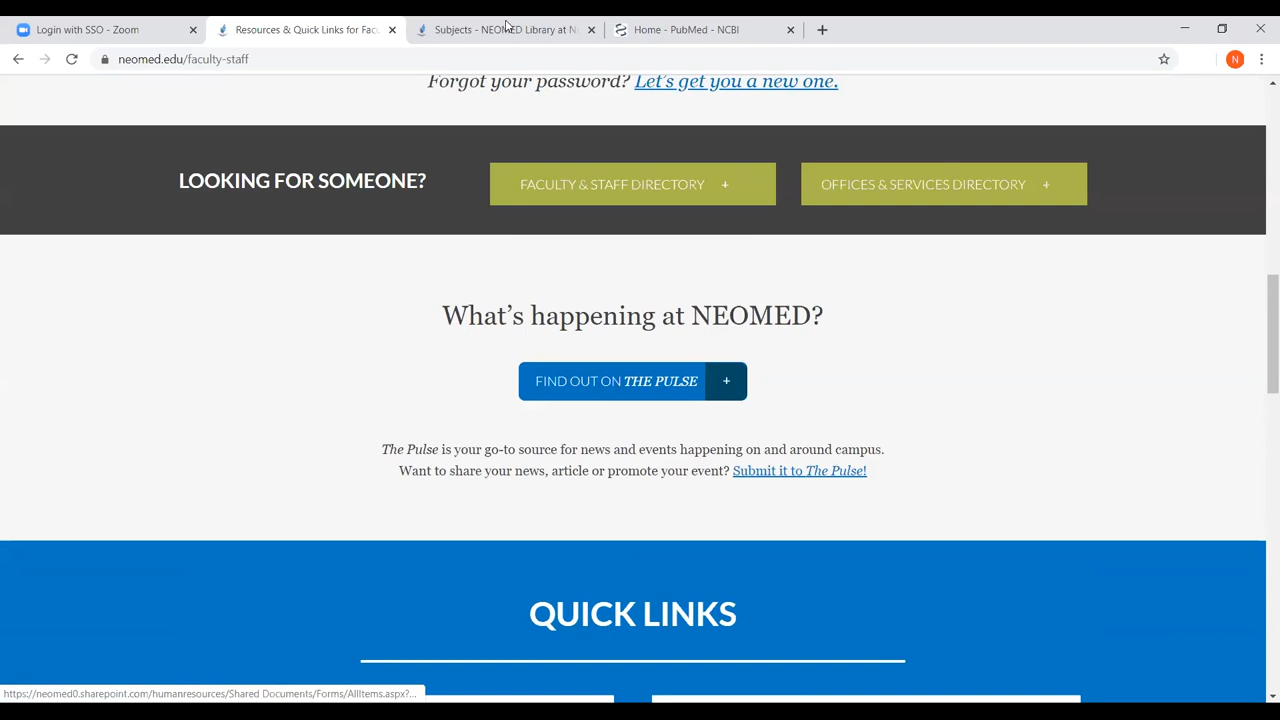 Login with SSO - Zoom
Resources & Quick Links for Facu
Subjects - NEOMED Library at N
Home - PubMed - NCBI
neomed.edu/faculty-staff
N
Forgot your password? Let's get you a new one.
LOOKING FOR SOMEONE?
FACULTY & STAFF DIRECTORY +
OFFICES & SERVICES DIRECTORY +
What's happening at NEOMED?
FIND OUT ON THE PULSE +
The Pulse is your go-to source for news and events happening on and around campus.
Want to share your news, article or promote your event? Submit it to The Pulse!
QUICK LINKS
https://neomed0.sharepoint.com/humanresources/Shared Documents/Forms/AllItems.aspx?...